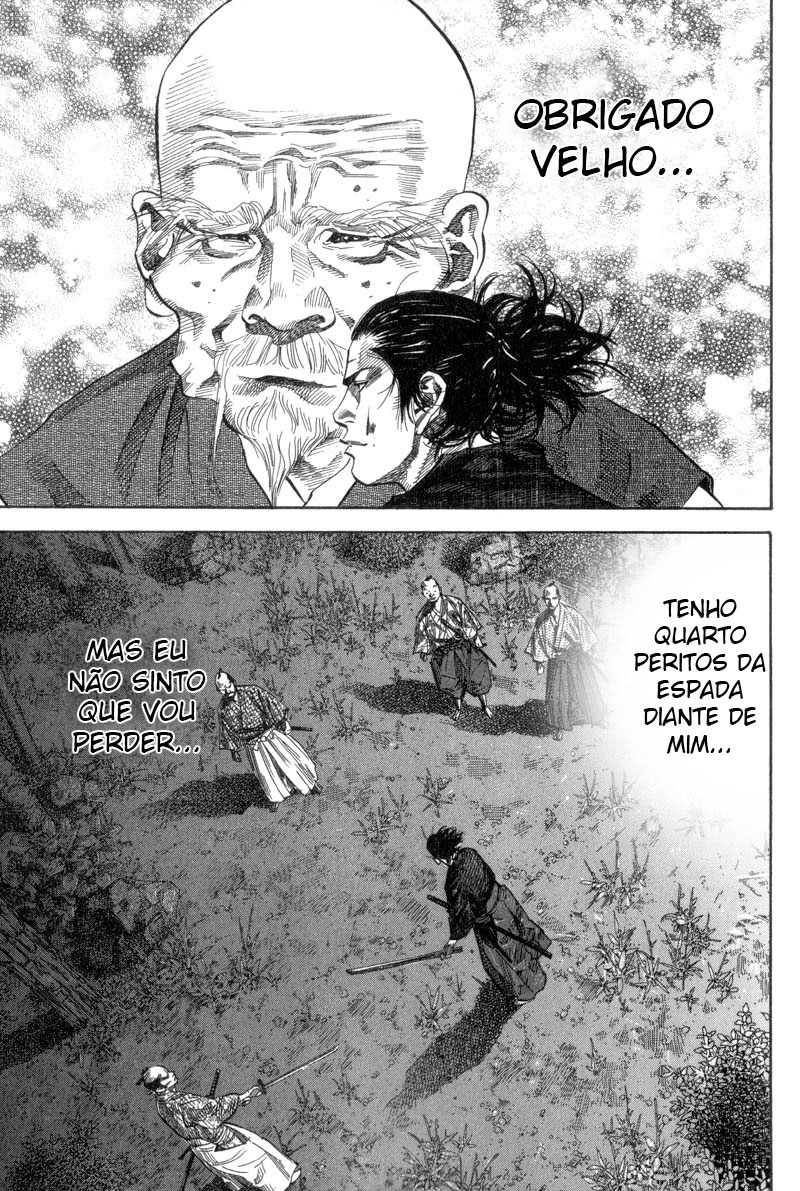 OBRIGADO
VELHO...
TENHO
QUARTO
PERITOS DA
ESPADA
DIANTE DE
MIM...
MAS EU
NÃO SINTO
QUE VOU
PERDER...